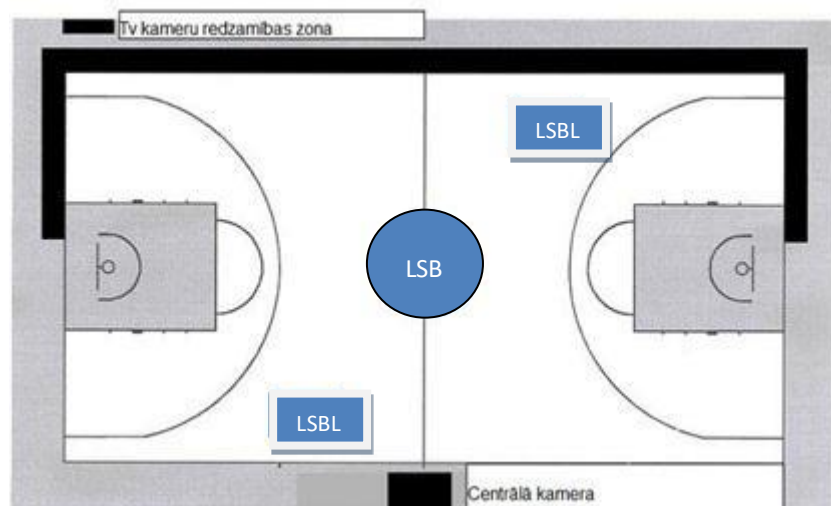 Tv kameru redzamības zona
LSBL
LSB
LSBL
Centrālā kamera